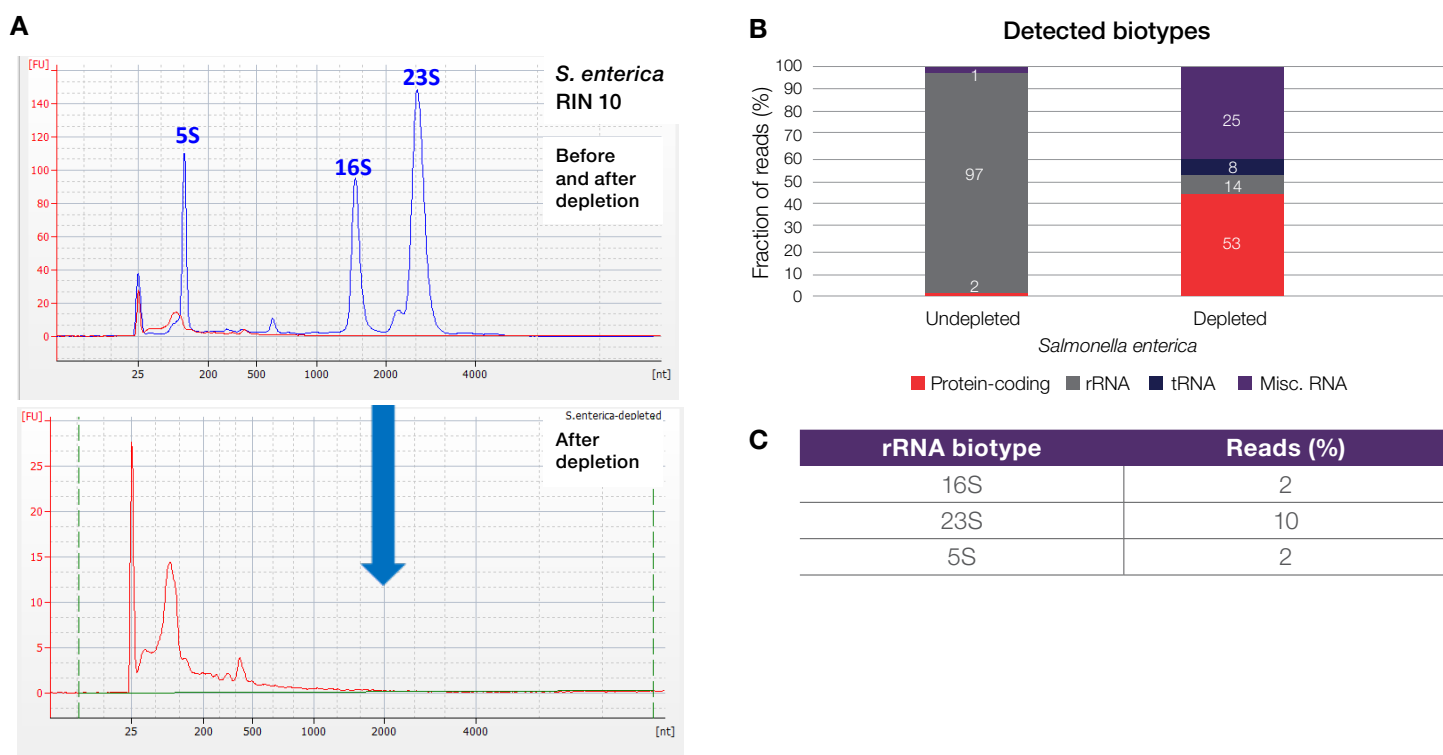 A
[FU]
140
120
100
80
60
40
20
0
5S
16S
23S
S. enterica
RIN 10
Before
and after
depletion
25 200 500 1000 2000 4000 [nt]
[FU]
S.enterica-depleted
After
depletion
25
20
15
10
5
0
25 200 500 1000 2000 4000 [nt]
B
Detected biotypes
Fraction of reads (%)
100
90
80
70
60
50
40
30
20
10
0
1
97
2
25
8
14
53
Undepleted Depleted
Salmonella enterica
Protein-coding rRNA tRNA Misc. RNA
C
rRNA biotype Reads (%)
16S 2
23S 10
5S 2